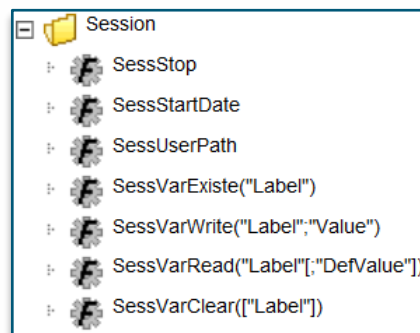 Session
SessStop
SessStartDate
SessUserPath
SessVarExiste("Label")
SessVarWrite("Label";"Value")
SessVarRead("Label"[;"DefValue"])
SessVarClear(["Label"])